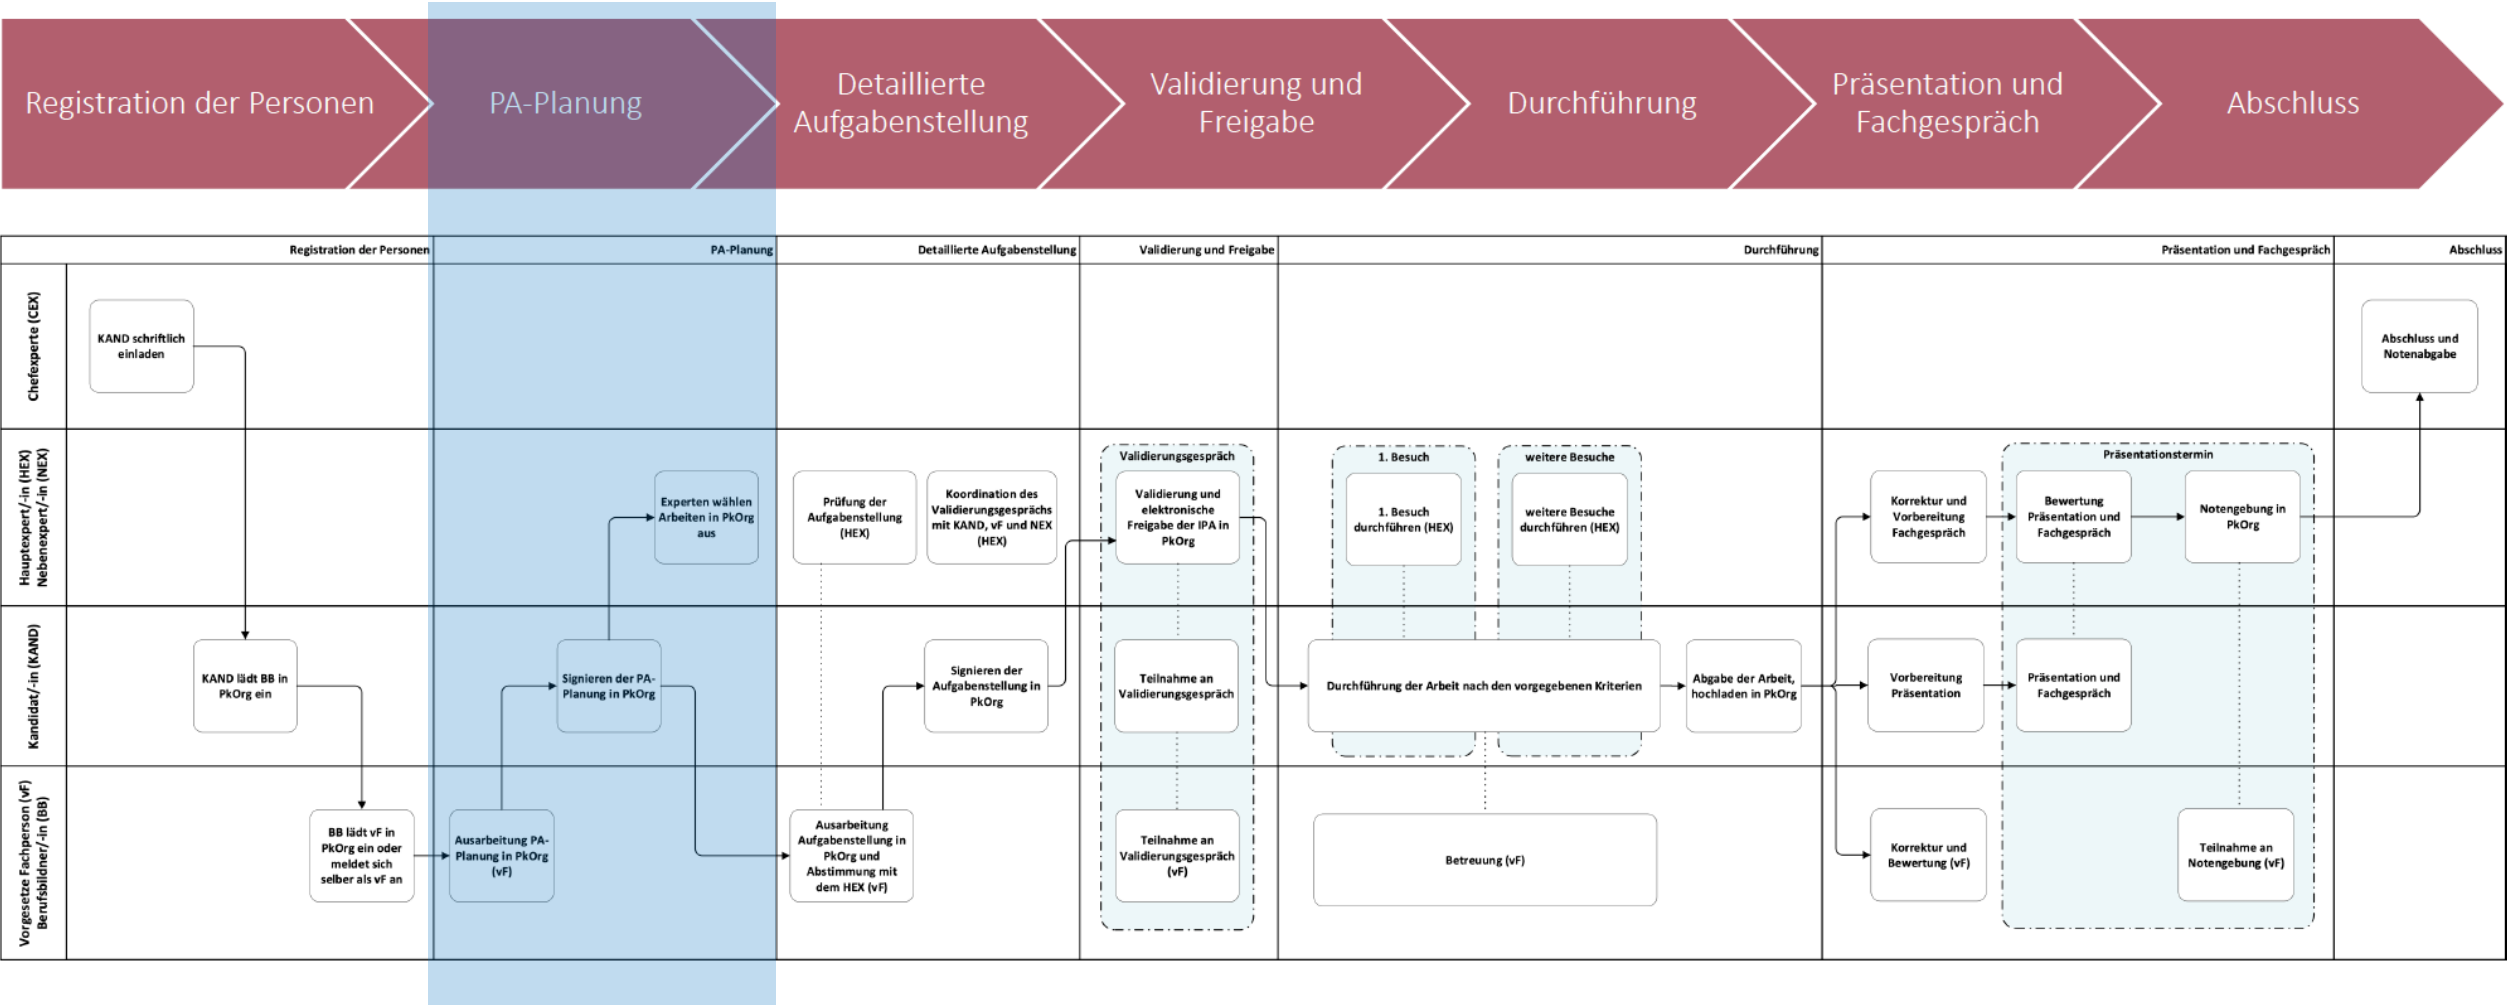 Registration der Personen
PA-Planung
Detaillierte
Aufgabenstellung
Validierung und
Freigabe
Durchführung
Präsentation und
Fachgespräch
Abschluss
Registration der Personen
PA-Planung
Detaillierte Aufgabenstellung
Validierung und Freigabe
Durchführung
Präsentation und Fachgespräch
Abschluss
Chefexperte (CEX)
KAND schriftlich
einladen
Abschluss und
Notenabgabe
Hauptexpert/-in (HEX)
Nebenexpert/-in (NEX)
Experten wählen
Arbeiten in PkOrg
aus
Prüfung der
Aufgabenstellung
(HEX)
Koordination des
Validierungsgesprächs
mit KAND, vF und NEX
(HEX)
Validierungsgespräch
Validierung und
elektronische
Freigabe der IPA in
PkOrg
1. Besuch
1. Besuch
durchführen (HEX)
weitere Besuche
weitere Besuche
durchführen (HEX)
Korrektur und
Vorbereitung
Fachgespräch
Präsentationstermin
Bewertung
Präsentation und
Fachgespräch
Notengebung in
PkOrg
Kandidat/-in (KAND)
KAND lädt BB in
PkOrg ein
Signieren der PA-
Planung in PkOrg
Signieren der
Aufgabenstellung in
PkOrg
Teilnahme an
Validierungsgespräch
Durchführung der Arbeit nach den vorgegebenen Kriterien
Abgabe der Arbeit,
hochladen in PkOrg
Vorbereitung
Präsentation
Präsentation und
Fachgespräch
Vorgesetze Fachperson (vF)
Berufsbildner/-in (BB)
BB lädt vF in
PkOrg ein oder
meldet sich
selber als vF an
Ausarbeitung PA-
Planung in PkOrg
(vF)
Ausarbeitung
Aufgabenstellung in
PkOrg und
Abstimmung mit
dem HEX (vF)
Teilnahme an
Validierungsgespräch
(vF)
Betreuung (vF)
Korrektur und
Bewertung (vF)
Teilnahme an
Notengebung (vF)